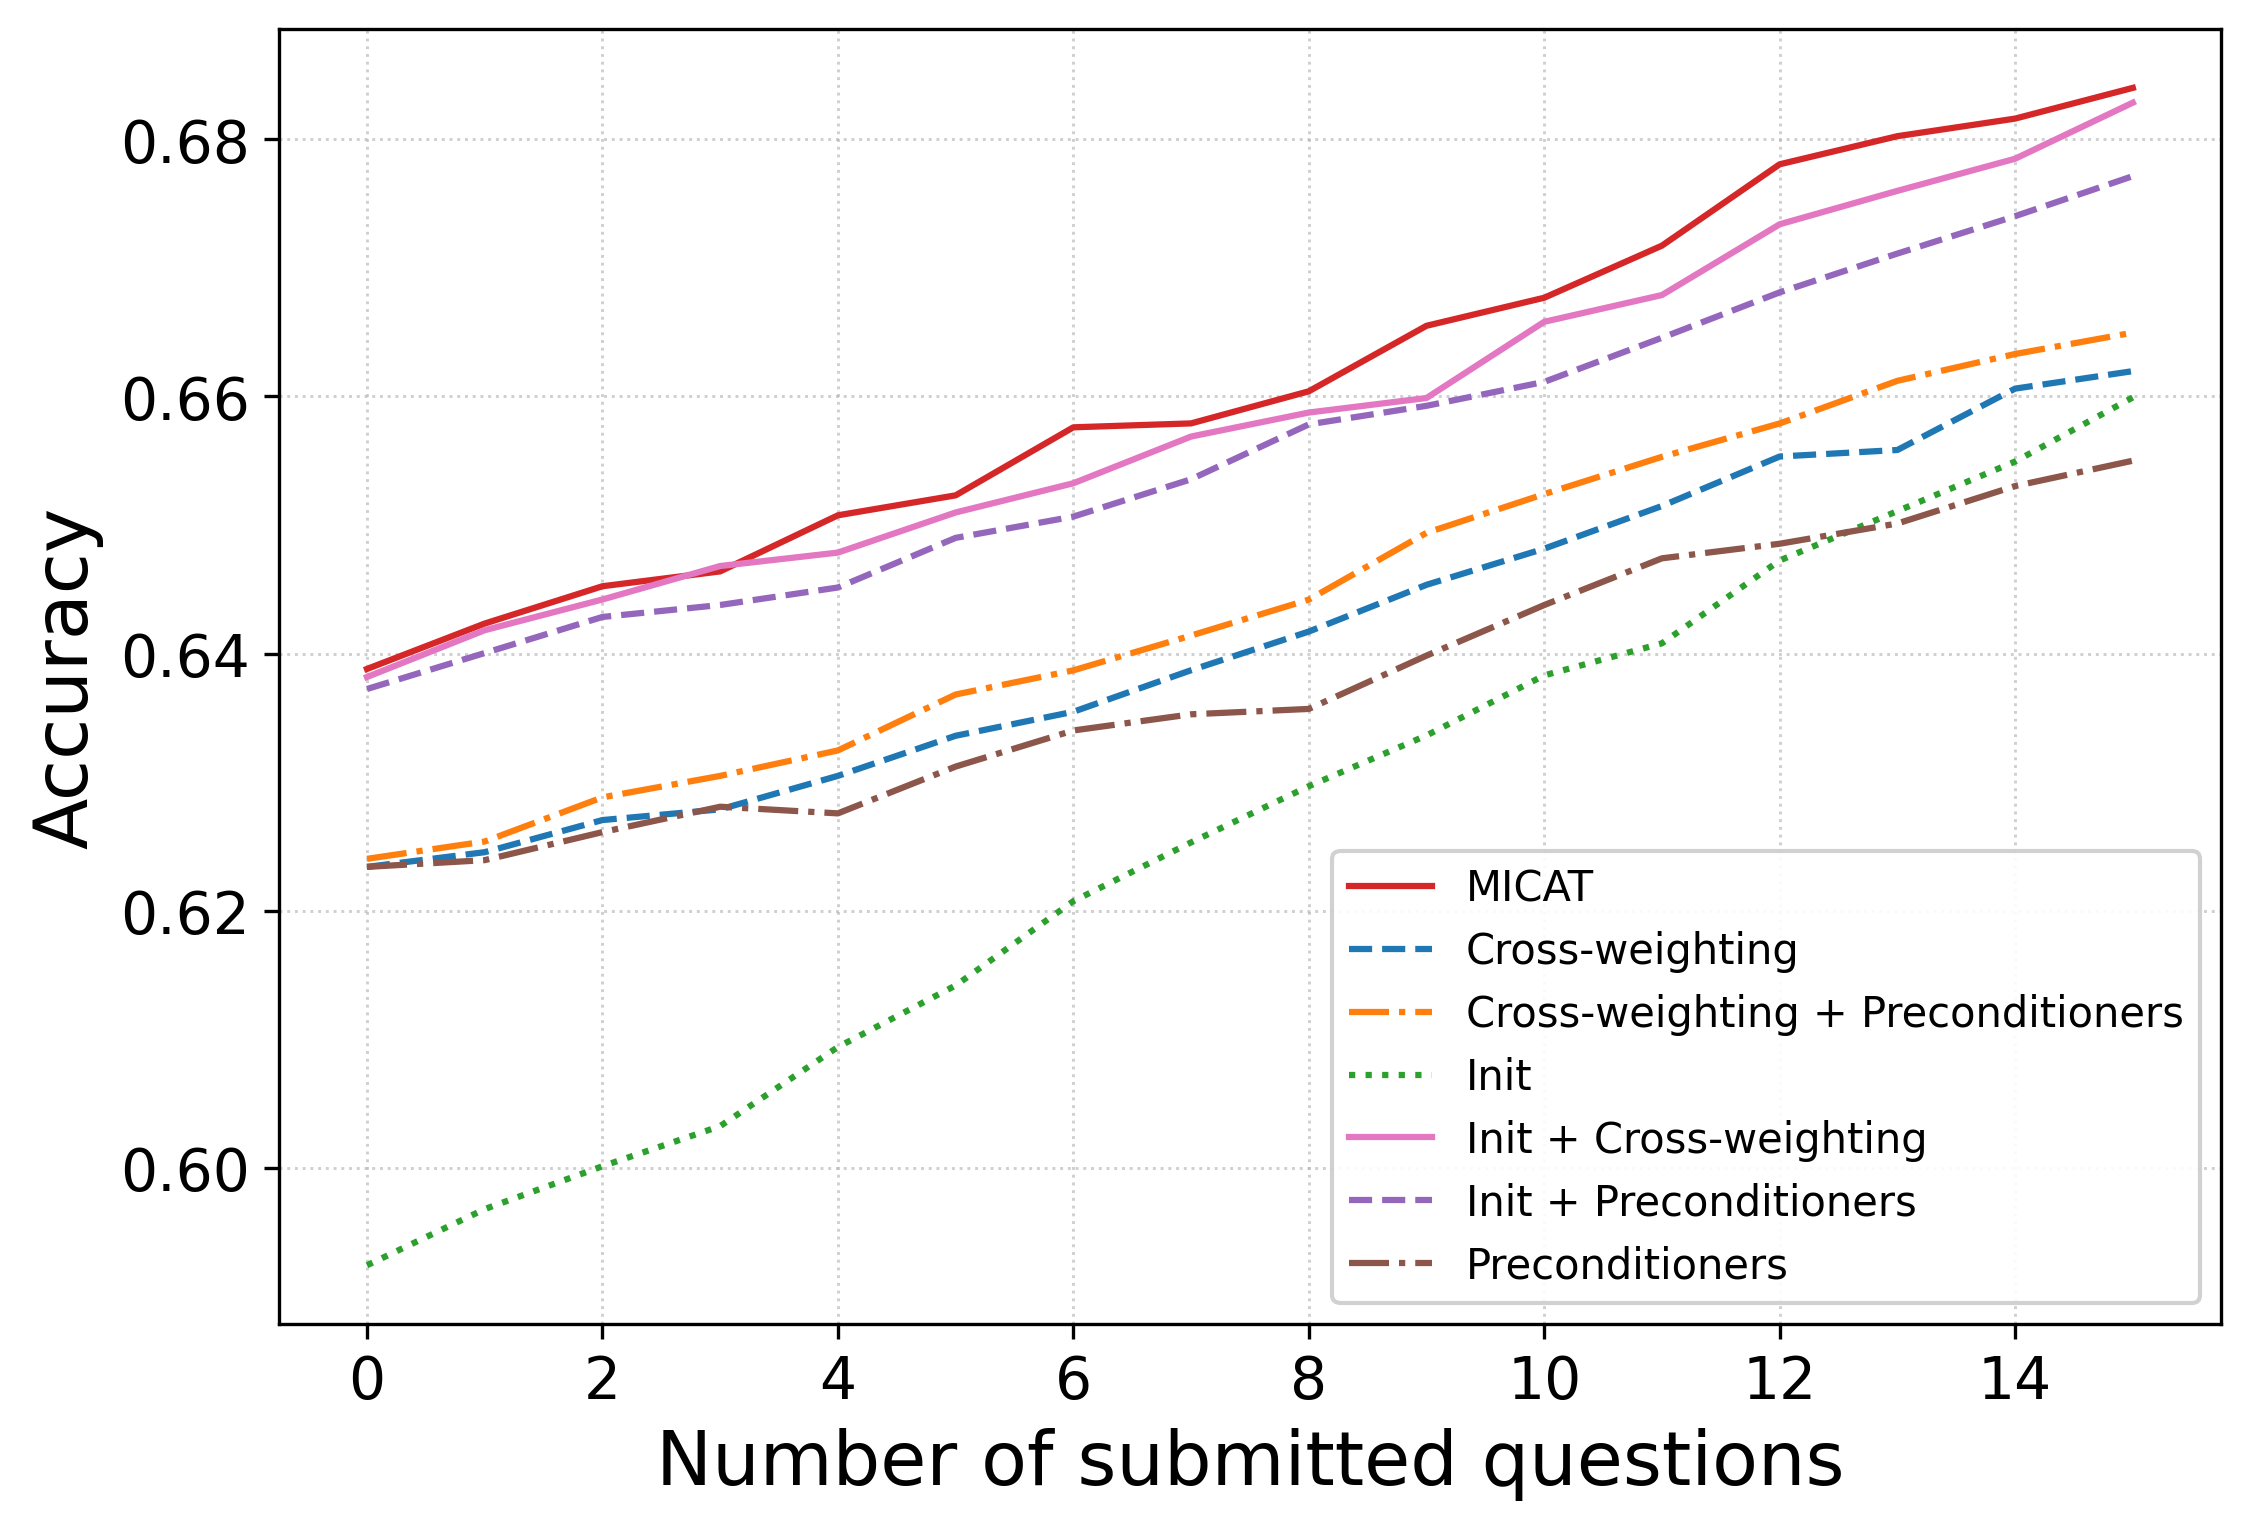 0.68
0.66
0.64
0.62
0.60
Accuracy
MICAT
Cross-weighting
Cross-weighting + Preconditioners
Init
Init + Cross-weighting
Init + Preconditioners
Preconditioners
0 2 4 6 8 10 12 14
Number of submitted questions